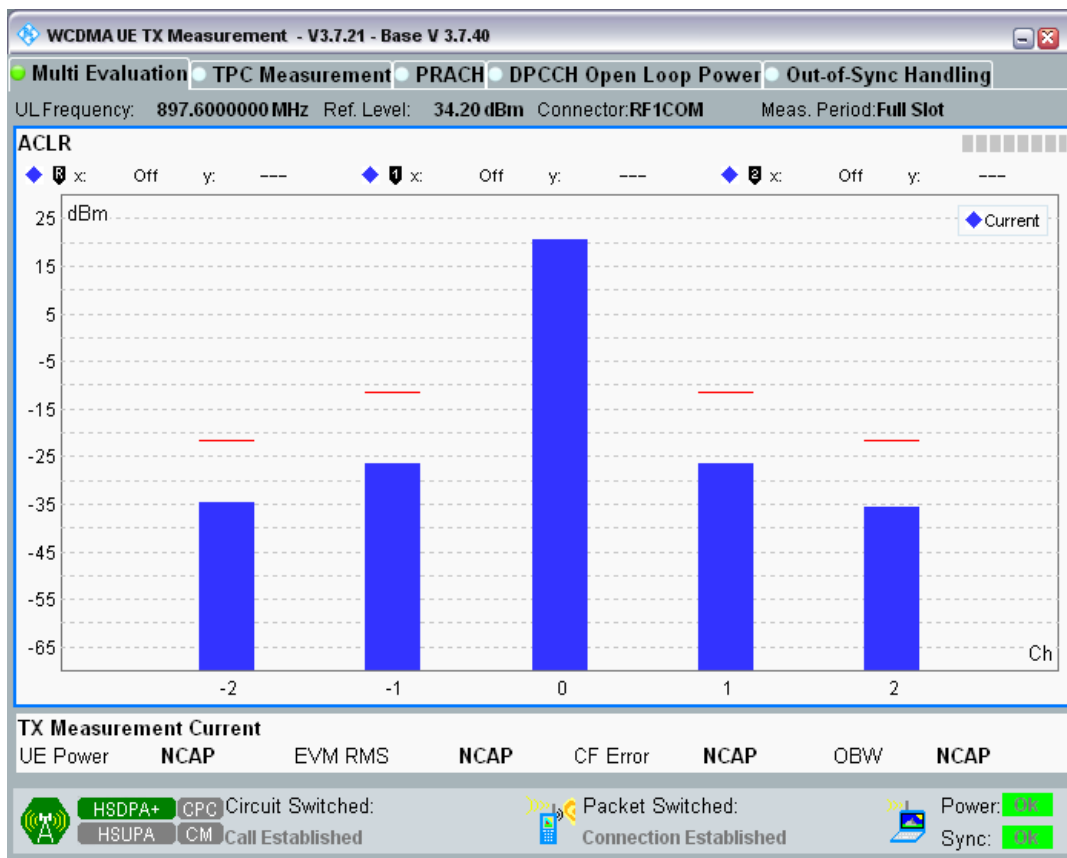 WCDMA UE TX Measurement - V3.7.21 - Base V 3.7.40
Multi Evaluation TPC Measurement PRACH DPCCH Open Loop Power Out-of-Sync Handling
UL Frequency: 897.6000000 MHz Ref. Level: 34.20 dBm Connector:RF1COM Meas. Period:Full Slot
ACLR
R x: Off y: --- 1 x: Off y: --- 2 x: Off y: ---
dBm
Current
25
15
5
-5
-15
-25
-35
-45
-55
-65
Ch
-2 -1 0 1 2
TX Measurement Current
UE Power NCAP EVM RMS NCAP CF Error NCAP OBW NCAP
HSDPA+ CPC Circuit Switched: Packet Switched: Power: Ok
HSUPA CM Call Established Connection Established Sync: Ok